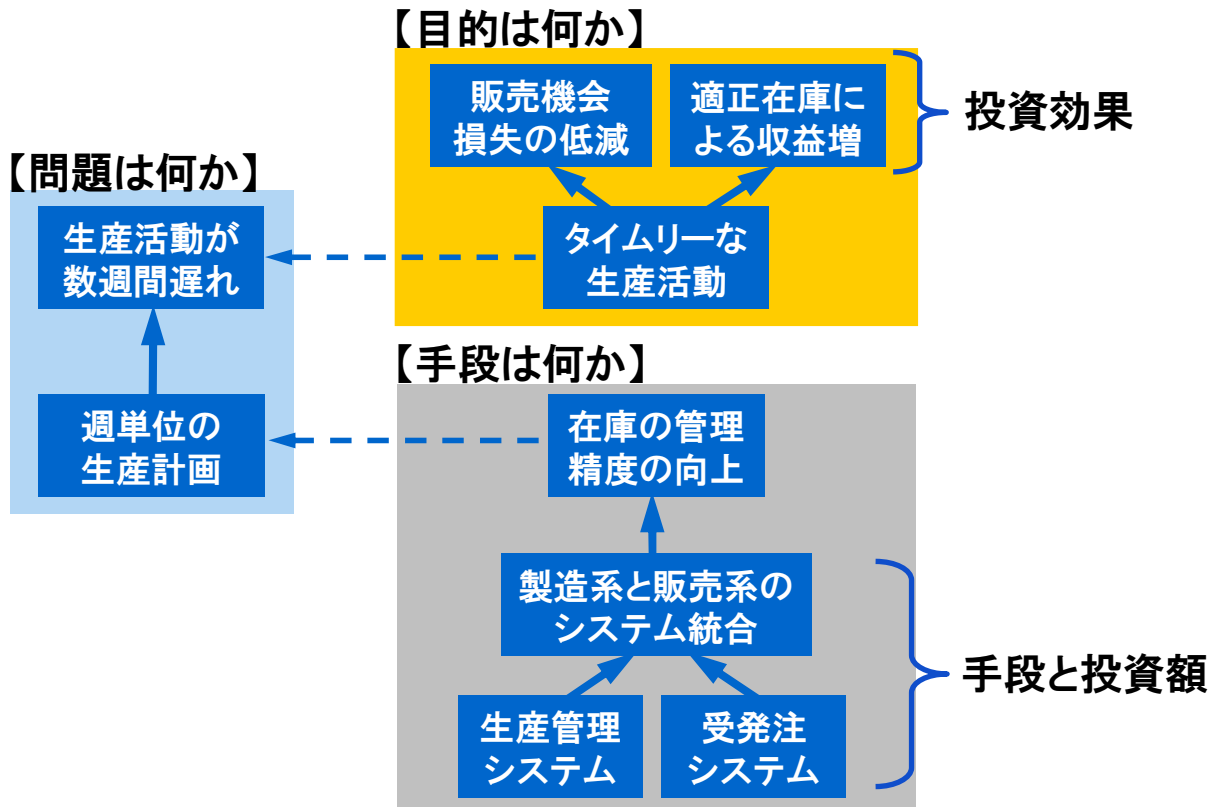 【目的は何か】
販売機会
損失の低減
適正在庫に
よる収益増
投資効果
タイムリーな
生産活動
【問題は何か】
生産活動が
数週間遅れ
週単位の
生産計画
【手段は何か】
在庫の管理
精度の向上
製造系と販売系の
システム統合
生産管理
システム
受発注
システム
手段と投資額